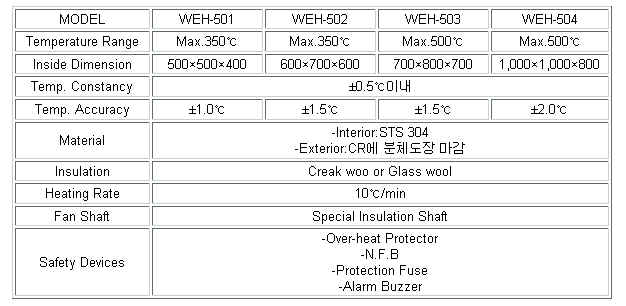 MODEL WEH-501 WEH-502 WEH-503 WEH-504
Temperature Range Max.350℃ Max.350℃ Max.500℃ Max.500℃
Inside Dimension 500×500×400 600×700×600 700×800×700 1,000×1,000×800
Temp. Constancy ±0.5℃이내
Temp. Accuracy ±1.0℃ ±1.5℃ ±1.5℃ ±2.0℃
Material
-Interior:STS 304
-Exterior:CR에 분체도장 마감
Insulation Creak woo or Glass wool
Heating Rate 10℃/min
Fan Shaft Special Insulation Shaft
Safety Devices
-Over-heat Protector
-N.F.B
-Protection Fuse
-Alarm Buzzer